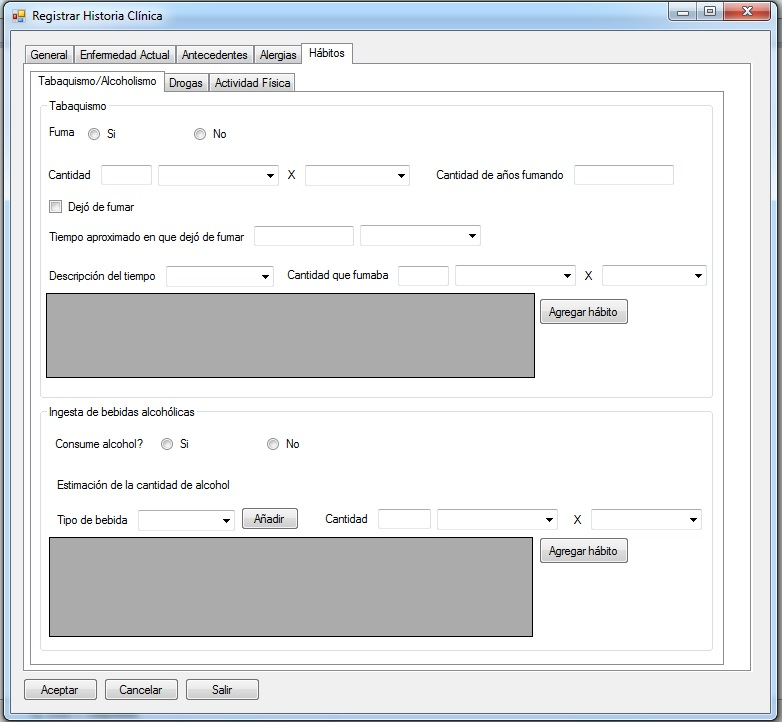 Registrar Historia Clínica
General Enfermedad Actual Antecedentes Alergias Hábitos
Tabaquismo/Alcoholismo Drogas Actividad Física
Tabaquismo
Fuma Si No
Cantidad X Cantidad de años fumando
Dejó de fumar
Tiempo aproximado en que dejó de fumar
Descripción del tiempo Cantidad que fumaba X
Agregar hábito
Ingesta de bebidas alcohólicas
Consume alcohol? Si No
Estimación de la cantidad de alcohol
Tipo de bebida Añadir Cantidad X
Agregar hábito
Aceptar Cancelar Salir